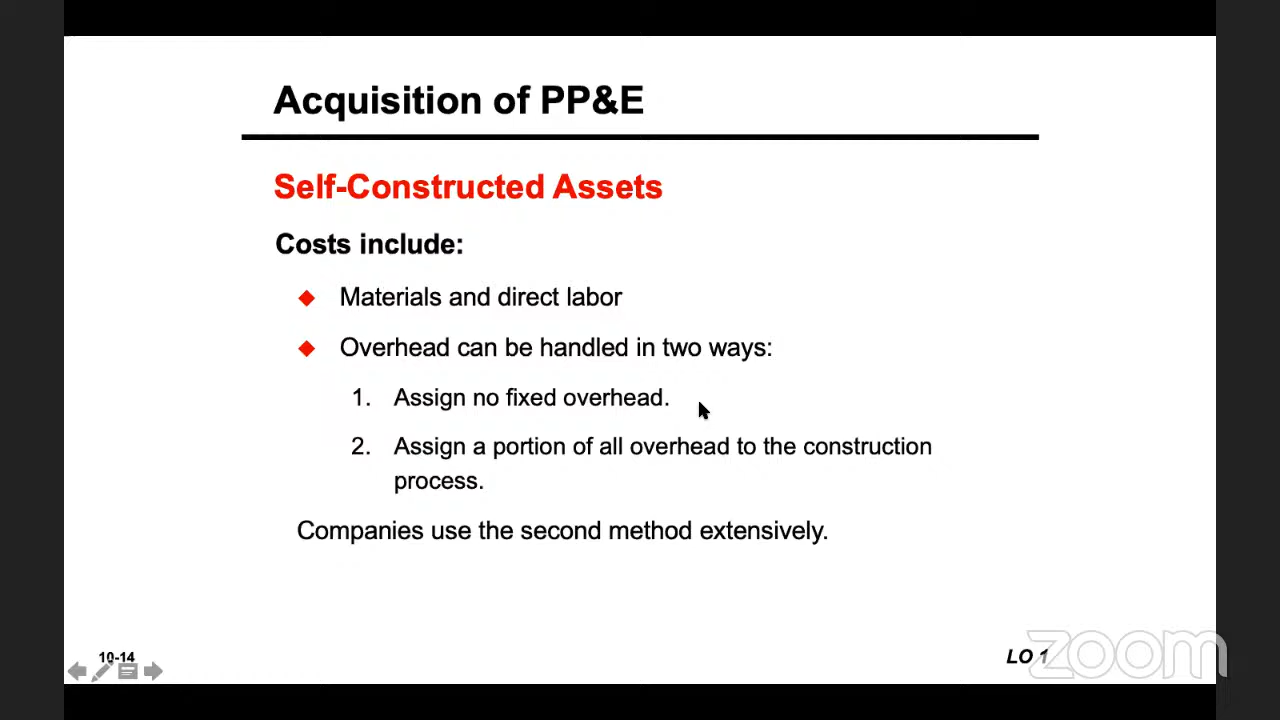 Acquisition of PP&E
Self-Constructed Assets
Costs include:
Materials and direct labor
Overhead can be handled in two ways:
1. Assign no fixed overhead.
2. Assign a portion of all overhead to the construction
process.
Companies use the second method extensively.
10-14
LO 1
zoom